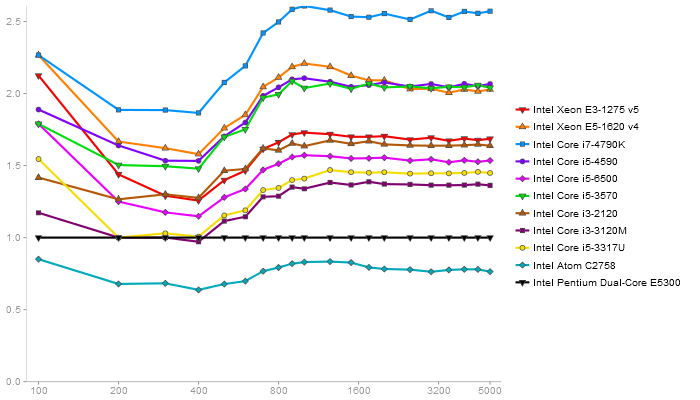 2.5
2.0
1.5
1.0
0.5
0.0
100
200
400
800
1600
3200
5000
Intel Xeon E3-1275 v5
Intel Xeon E5-1620 v4
Intel Core i7-4790K
Intel Core i5-4590
Intel Core i5-6500
Intel Core i5-3570
Intel Core i3-2120
Intel Core i3-3120M
Intel Core i5-3317U
Intel Atom C2758
Intel Pentium Dual-Core E5300